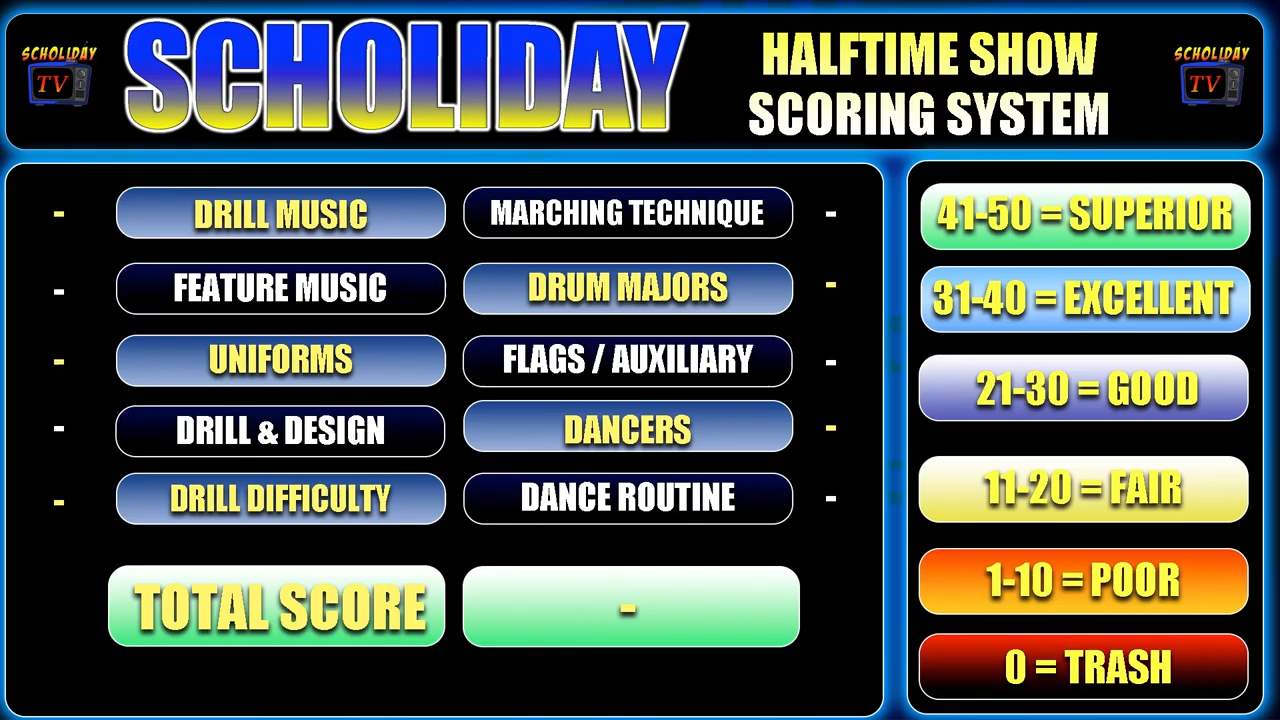 SCHOLIDAY
TV
SCHOLIDAY
HALFTIME SHOW
SCORING SYSTEM
SCHOLIDAY
TV
- DRILL MUSIC
MARCHING TECHNIQUE -
- FEATURE MUSIC
DRUM MAJORS -
- UNIFORMS
FLAGS / AUXILIARY -
- DRILL & DESIGN
DANCERS -
- DRILL DIFFICULTY
DANCE ROUTINE -
TOTAL SCORE
-
41-50 = SUPERIOR
31-40 = EXCELLENT
21-30 = GOOD
11-20 = FAIR
1-10 = POOR
0 = TRASH